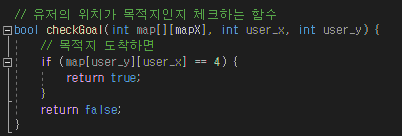 // 유저의 위치가 목적지인지 체크하는 함수
bool checkGoal(int map[][mapX], int user_x, int user_y) {
// 목적지 도착하면
if (map[user_y][user_x] == 4) {
return true;
}
return false;
}